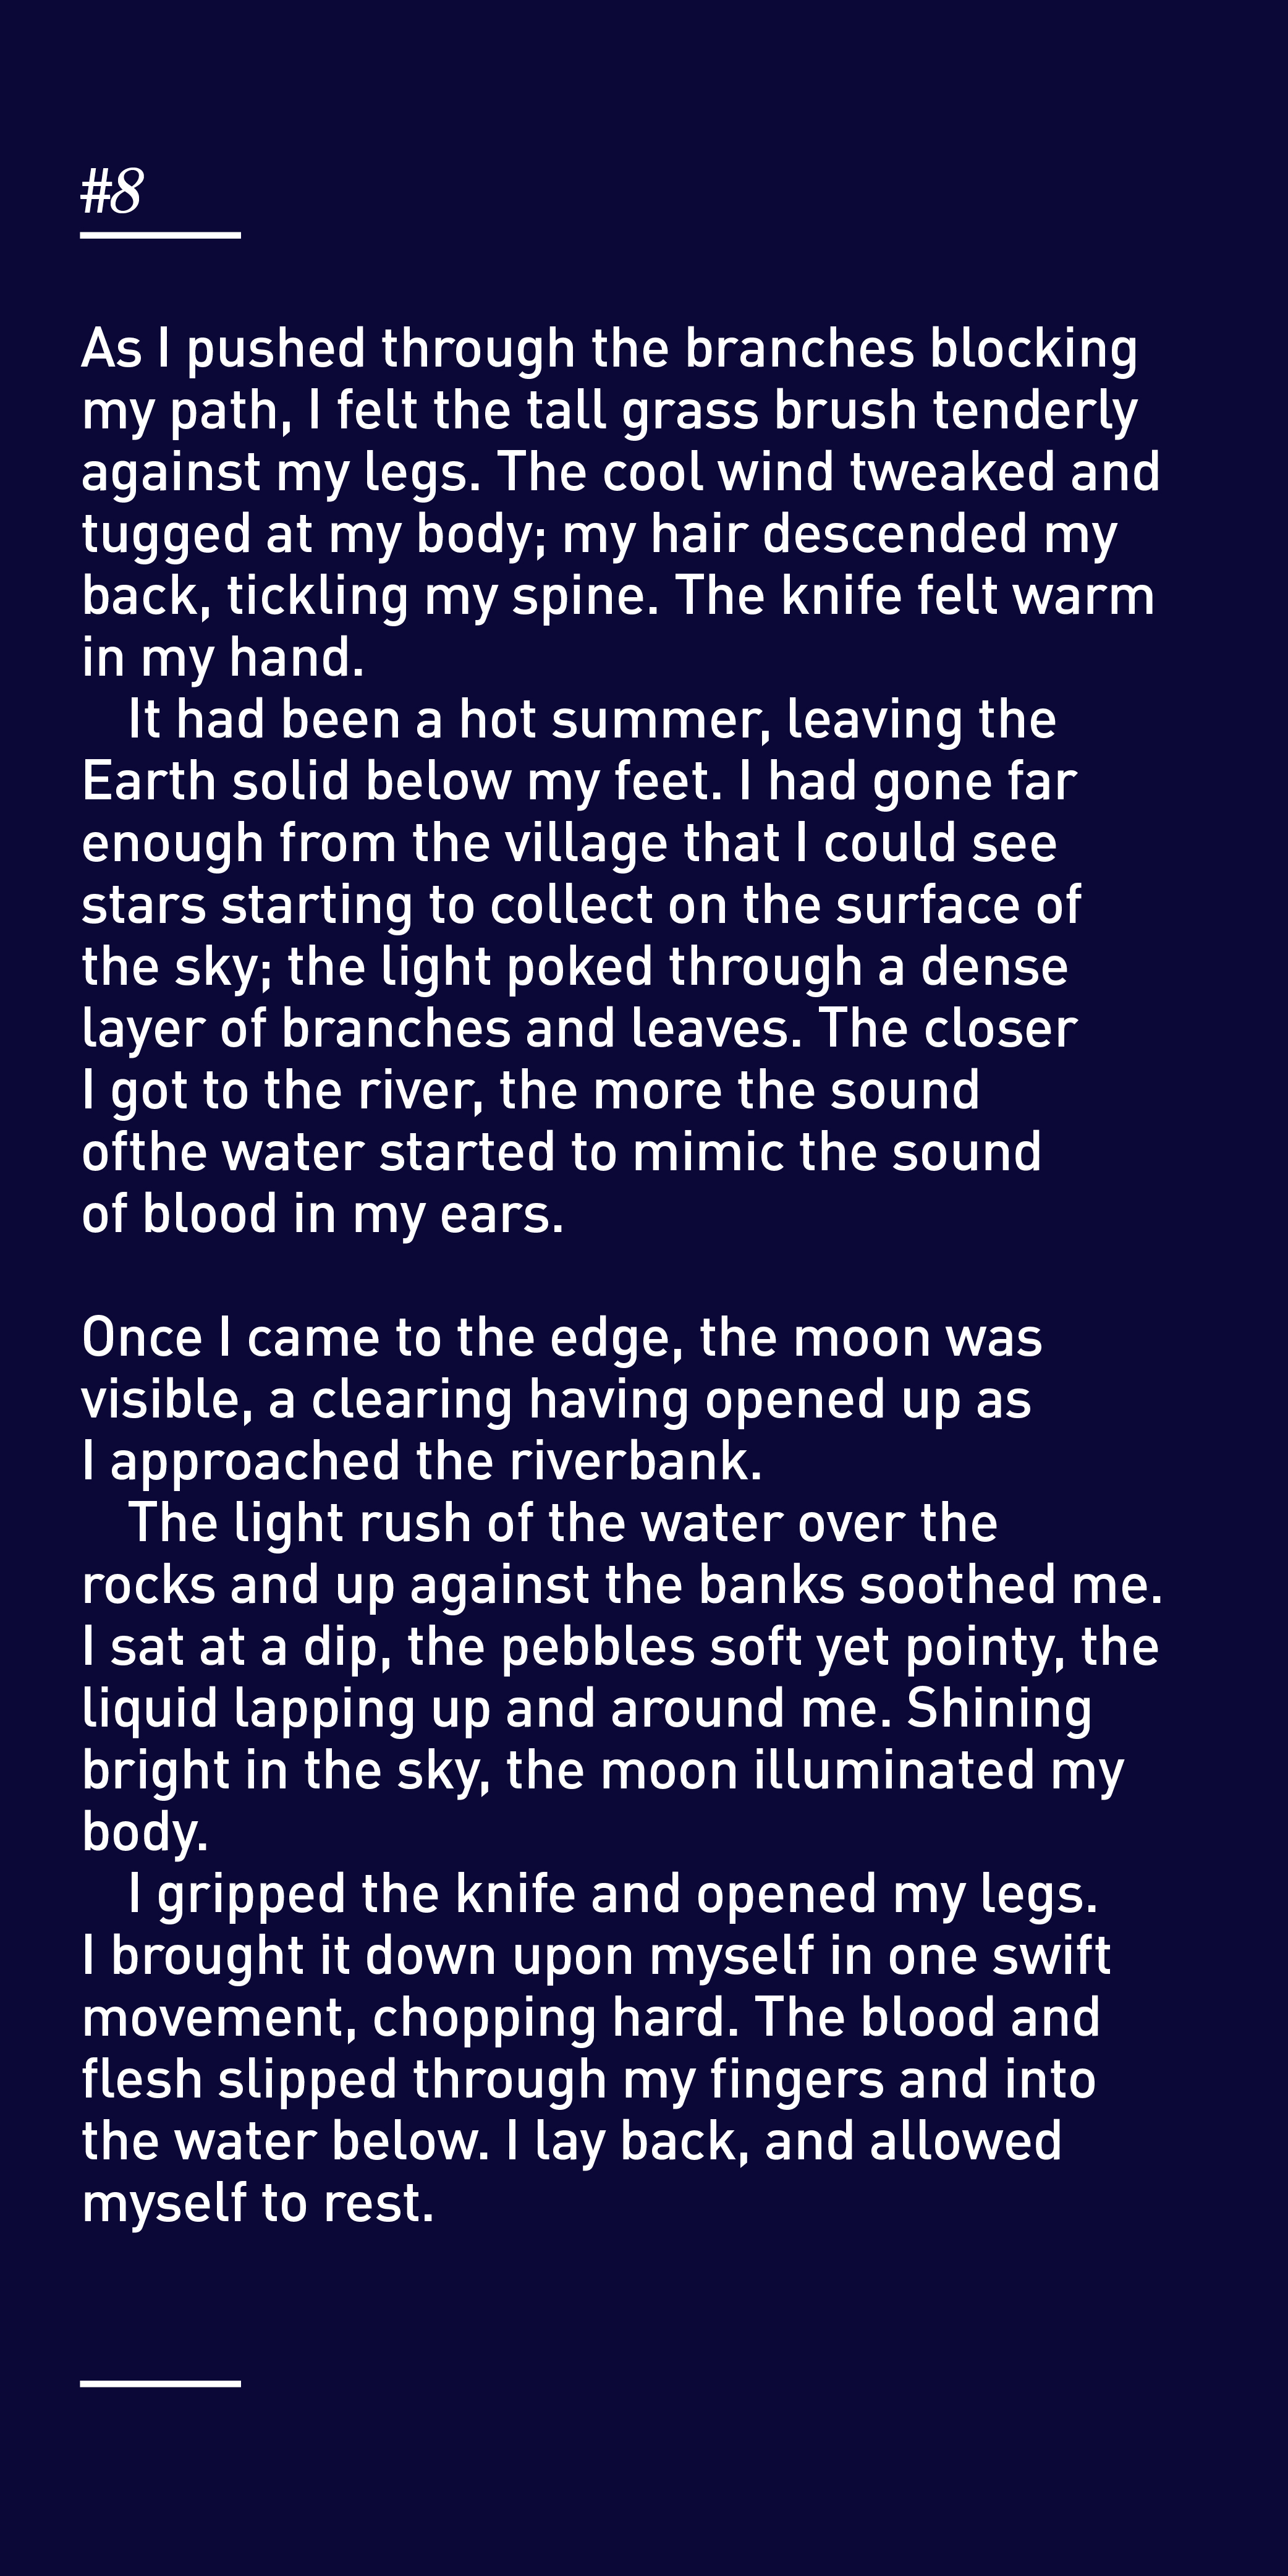 #8
As I pushed through the branches blocking
my path, I felt the tall grass brush tenderly
against my legs. The cool wind tweaked and
tugged at my body; my hair descended my
back, tickling my spine. The knife felt warm
in my hand.
It had been a hot summer, leaving the
Earth solid below my feet. I had gone far
enough from the village that I could see
stars starting to collect on the surface of
the sky; the light poked through a dense
layer of branches and leaves. The closer
I got to the river, the more the sound
ofthe water started to mimic the sound
of blood in my ears.
Once I came to the edge, the moon was
visible, a clearing having opened up as
I approached the riverbank.
The light rush of the water over the
rocks and up against the banks soothed me.
I sat at a dip, the pebbles soft yet pointy, the
liquid lapping up and around me. Shining
bright in the sky, the moon illuminated my
body.
I gripped the knife and opened my legs.
I brought it down upon myself in one swift
movement, chopping hard. The blood and
flesh slipped through my fingers and into
the water below. I lay back, and allowed
myself to rest.